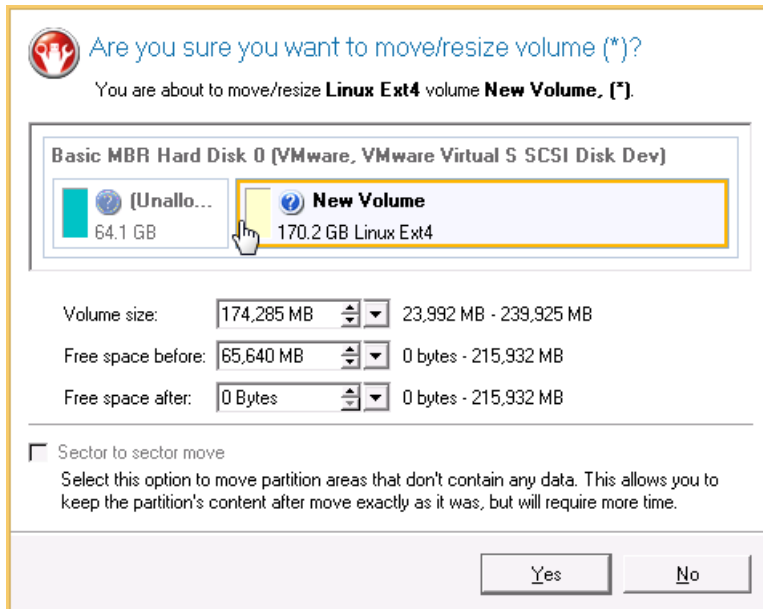 Are you sure you want to move/resize volume (*)?
You are about to move/resize Linux Ext4 volume New Volume, (*).
Basic MBR Hard Disk 0 (VMware, VMware Virtual S SCSI Disk Dev)
(Unallo...
64.1 GB
New Volume
170.2 GB Linux Ext4
Volume size: 174,285 MB 23,992 MB - 239,925 MB
Free space before: 65,640 MB 0 bytes - 215,932 MB
Free space after: 0 Bytes 0 bytes - 215,932 MB
Sector to sector move
Select this option to move partition areas that don't contain any data. This allows you to
keep the partition's content after move exactly as it was, but will require more time.
Yes No